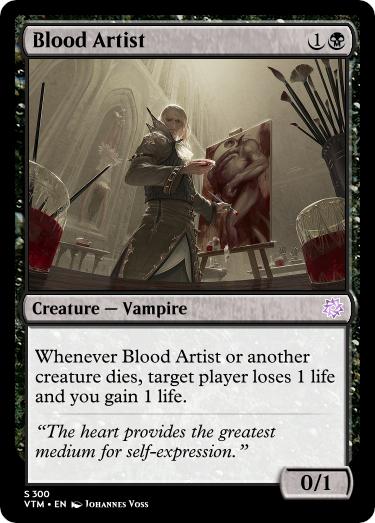 Blood Artist 1
Creature — Vampire
Whenever Blood Artist or another
creature dies, target player loses 1 life
and you gain 1 life.
“The heart provides the greatest
medium for self-expression.”
0/1
S 300
VTM • EN Johannes Voss